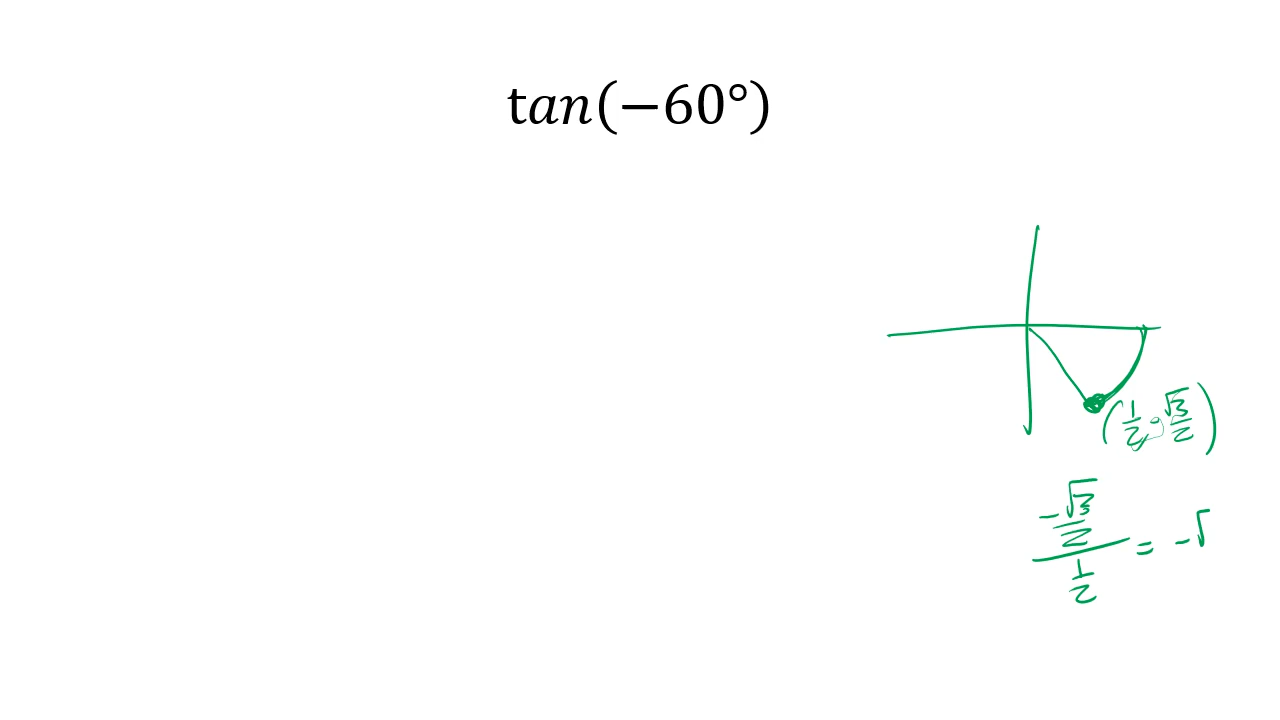 tan(−60°)
(1/2, √3/2)
(-√3/2)/(1/2) = -√